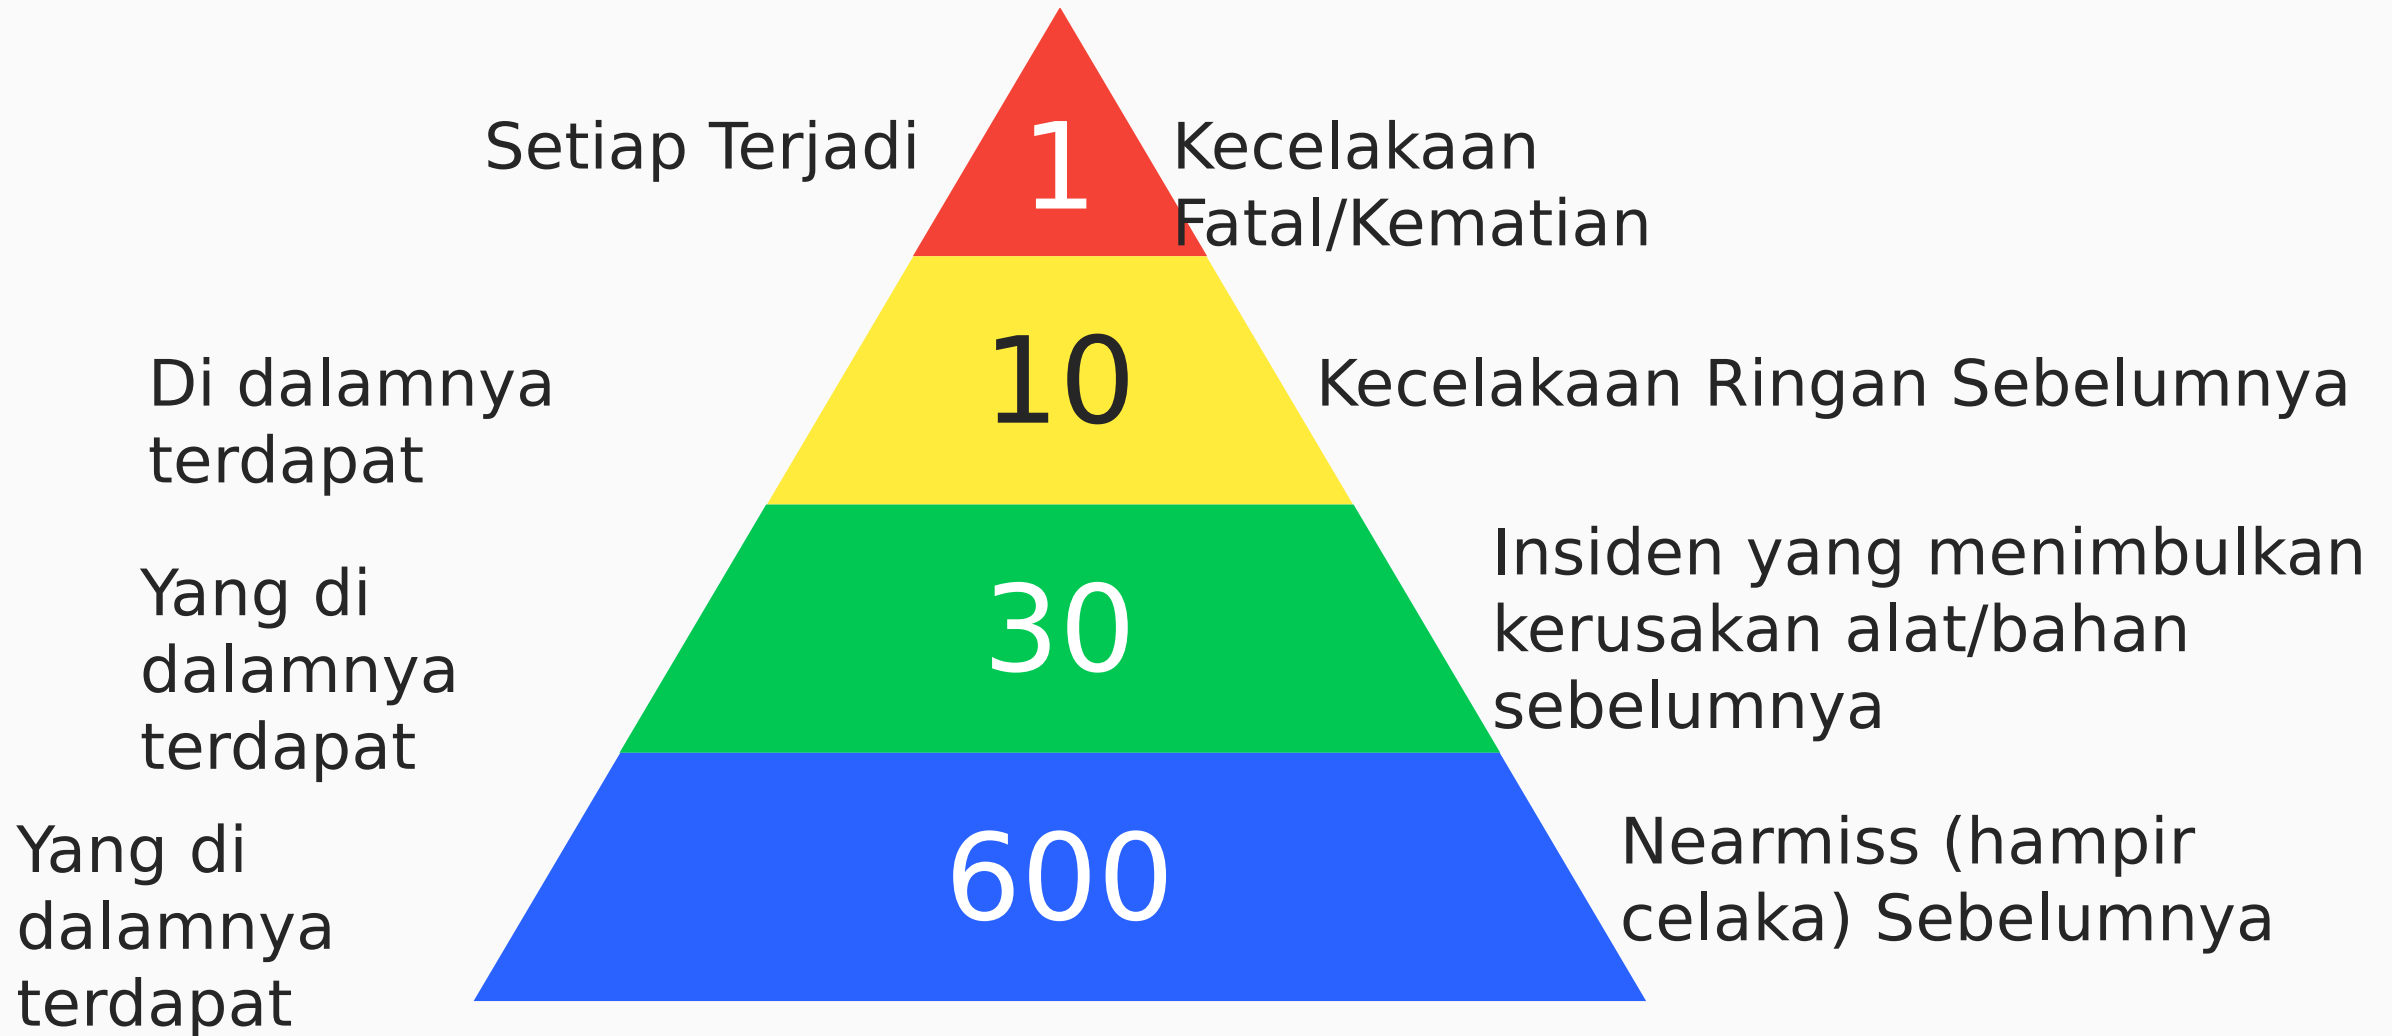 Setiap Terjadi
1
Kecelakaan
Fatal/Kematian
Di dalamnya
terdapat
10
Kecelakaan Ringan Sebelumnya
Yang di
dalamnya
terdapat
30
Insiden yang menimbulkan
kerusakan alat/bahan
sebelumnya
Yang di
dalamnya
terdapat
600
Nearmiss (hampir
celaka) Sebelumnya